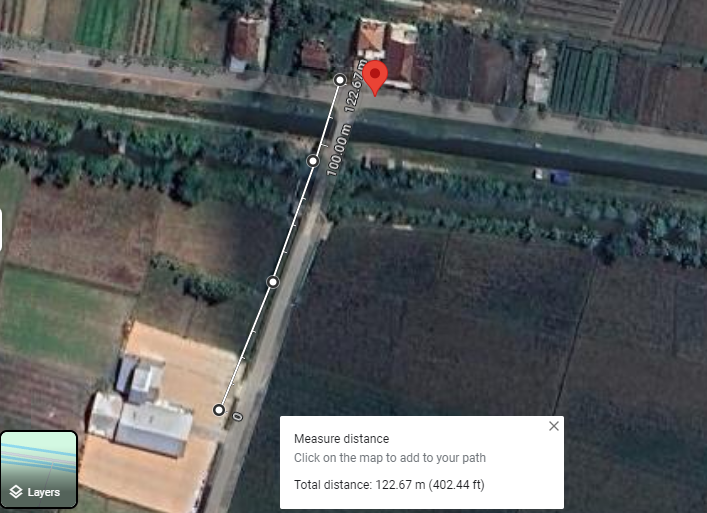 122.67 m
100.00 m
0
Measure distance
Click on the map to add to your path
Total distance: 122.67 m (402.44 ft)
Layers